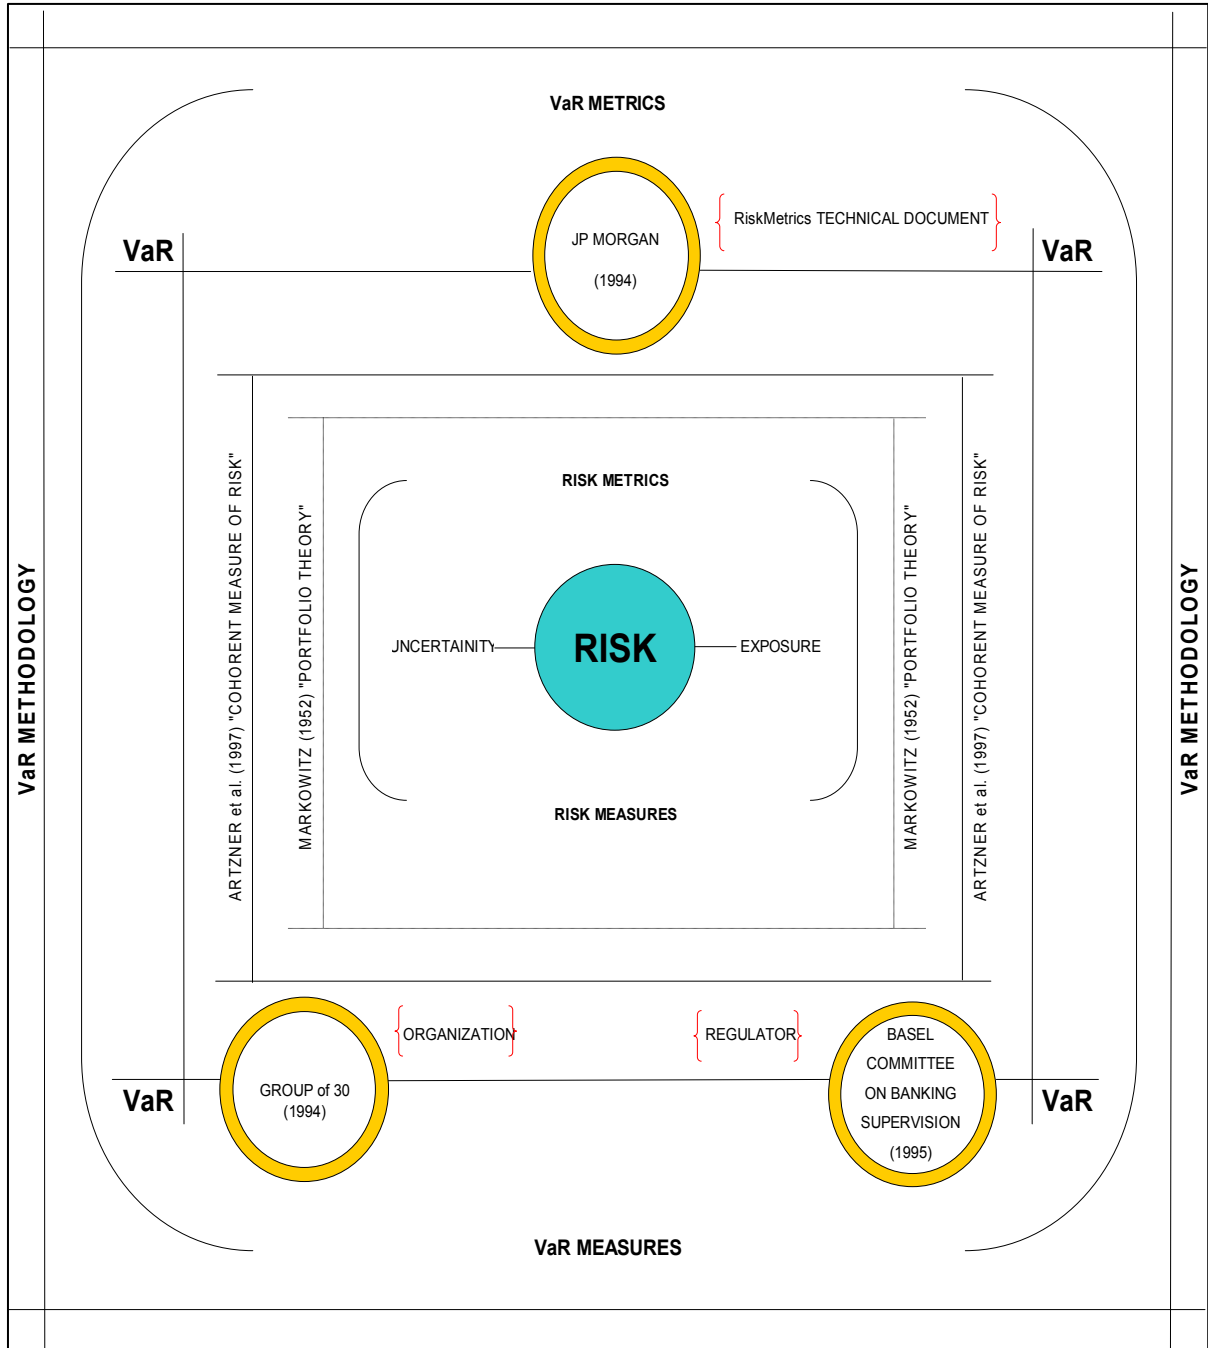 VaR METRICS
RiskMetrics TECHNICAL DOCUMENT
JP MORGAN
(1994)
VaR
VaR
RISK METRICS
VaR METHODOLOGY
ARTZNER et al. (1997) "COHORENT MEASURE OF RISK"
MARKOWITZ (1952) "PORTFOLIO THEORY"
UNCERTAINITY
RISK
EXPOSURE
MARKOWITZ (1952) "PORTFOLIO THEORY"
ARTZNER et al. (1997) "COHORENT MEASURE OF RISK"
VaR METHODOLOGY
RISK MEASURES
ORGANIZATION
REGULATOR
GROUP of 30
(1994)
BASEL
COMMITTEE
ON BANKING
SUPERVISION
(1995)
VaR
VaR
VaR MEASURES